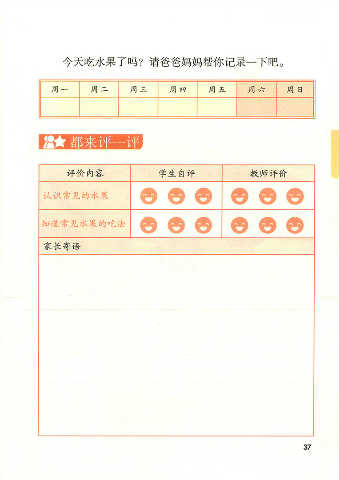 今天吃水果了吗？请爸爸妈妈帮你记录一下吧。
周一 周二 周三 周四 周五 周六 周日
都来评一评
评价内容 学生自评 教师评价
认识常见的水果
知道常见水果的吃法
家长寄语
37